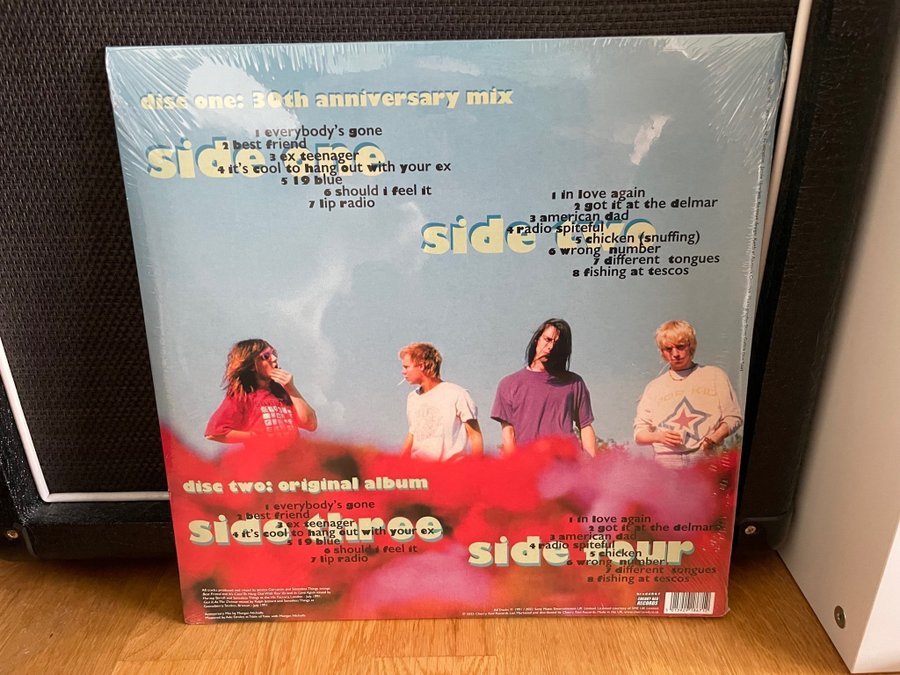 disc one: 30th anniversary mix
side one
1 everybody's gone
2 best friend
3 ex teenager
4 it's cool to hang out with your ex
5 19 blue
6 should i feel it
7 lip radio
side two
1 in love again
2 got it at the delmar
3 american dad
4 radio spiteful
5 chicken (snuffing)
6 wrong number
7 different tongues
8 fishing at tescos
disc two: original album
side three
1 everybody's gone
2 best friend
3 ex teenager
4 it's cool to hang out with your ex
5 19 blue
6 should i feel it
7 lip radio
side four
1 in love again
2 got it at the delmar
3 american dad
4 radio spiteful
5 chicken
6 wrong number
7 different tongues
8 fishing at tescos
CHERRY RED
RECORDS